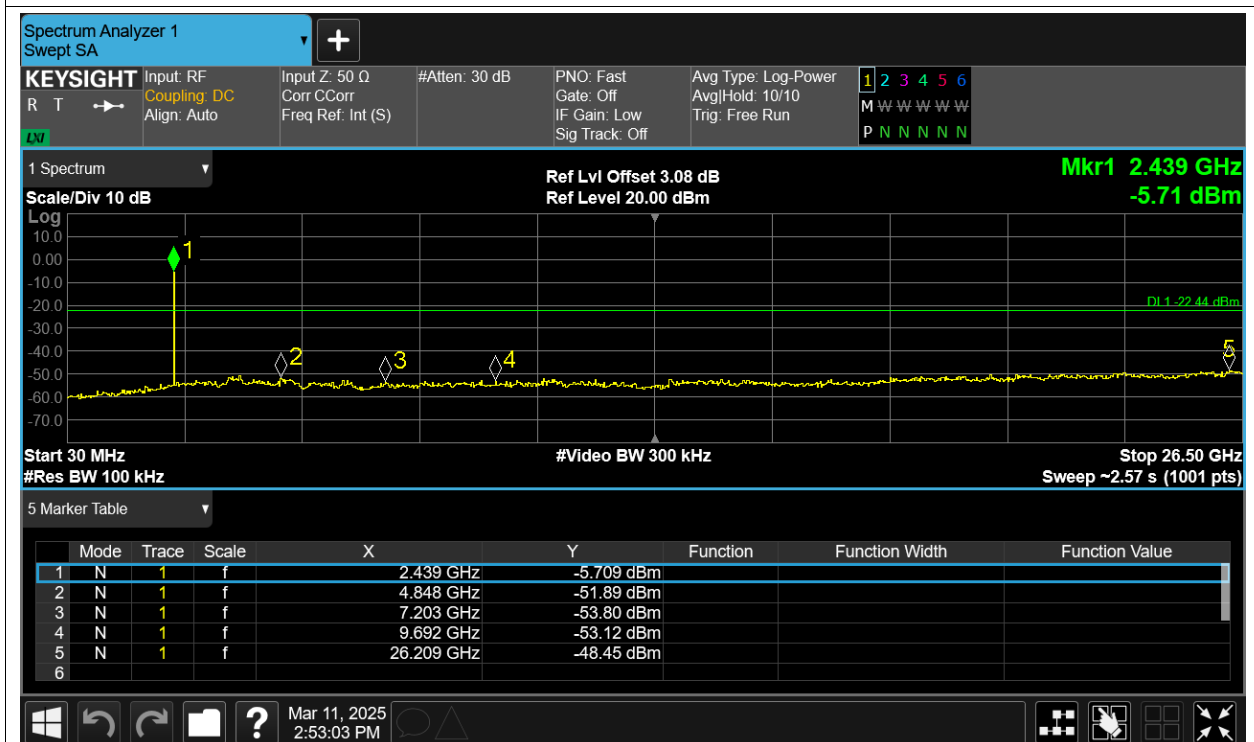 Spectrum Analyzer 1
Swept SA
+
KEYSIGHT
R T
LXI
Input: RF
Coupling: DC
Align: Auto
Input Z: 50 Ω
Corr CCorr
Freq Ref: Int (S)
#Atten: 30 dB
PNO: Fast
Gate: Off
IF Gain: Low
Sig Track: Off
Avg Type: Log-Power
Avg|Hold: 10/10
Trig: Free Run
1 2 3 4 5 6
M W W W W W
P N N N N N
1 Spectrum
Scale/Div 10 dB
Ref Lvl Offset 3.08 dB
Ref Level 20.00 dBm
Mkr1 2.439 GHz
-5.71 dBm
Log
10.0
0.00
-10.0
-20.0
-30.0
-40.0
-50.0
-60.0
-70.0
1
2
3
4
5
DL1 -22.44 dBm
Start 30 MHz
#Res BW 100 kHz
#Video BW 300 kHz
Stop 26.50 GHz
Sweep ~2.57 s (1001 pts)
5 Marker Table
Mode Trace Scale X Y Function Function Width Function Value
1 N 1 f 2.439 GHz -5.709 dBm
2 N 1 f 4.848 GHz -51.89 dBm
3 N 1 f 7.203 GHz -53.80 dBm
4 N 1 f 9.692 GHz -53.12 dBm
5 N 1 f 26.209 GHz -48.45 dBm
6
?
Mar 11, 2025
2:53:03 PM